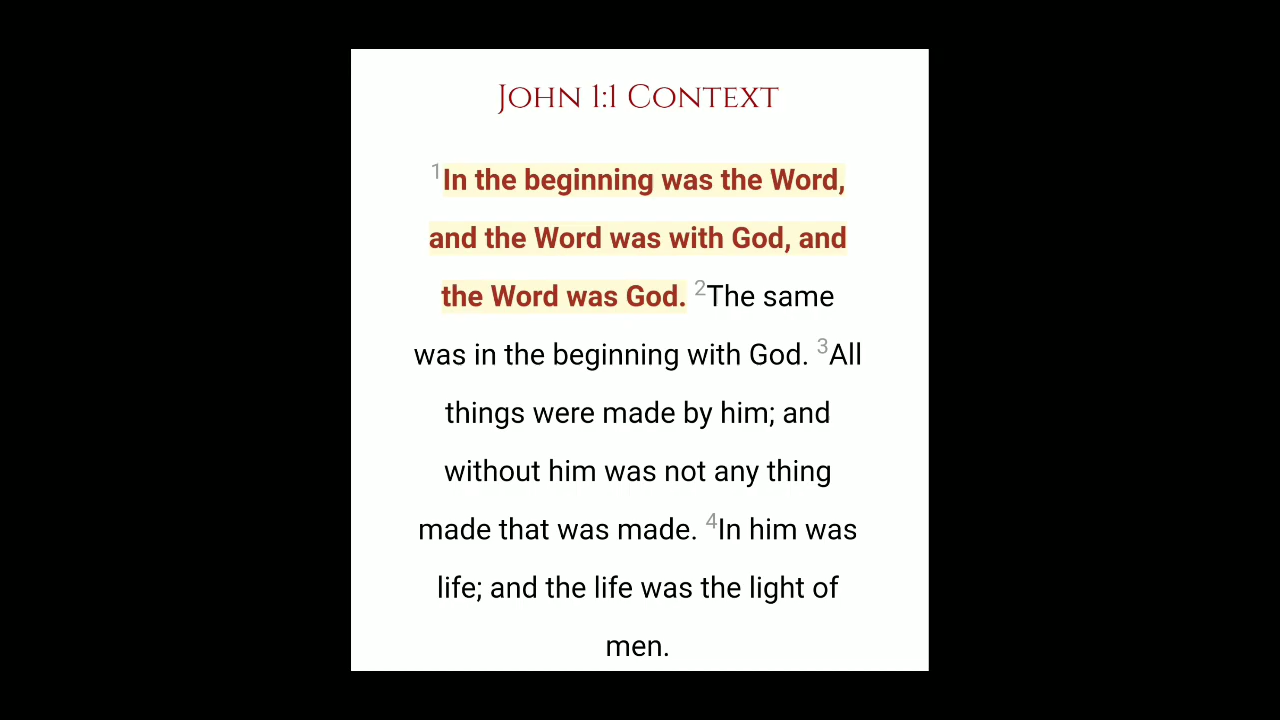 John 1:1 Context
1In the beginning was the Word,
and the Word was with God, and
the Word was God. 2The same
was in the beginning with God. 3All
things were made by him; and
without him was not any thing
made that was made. 4In him was
life; and the life was the light of
men.